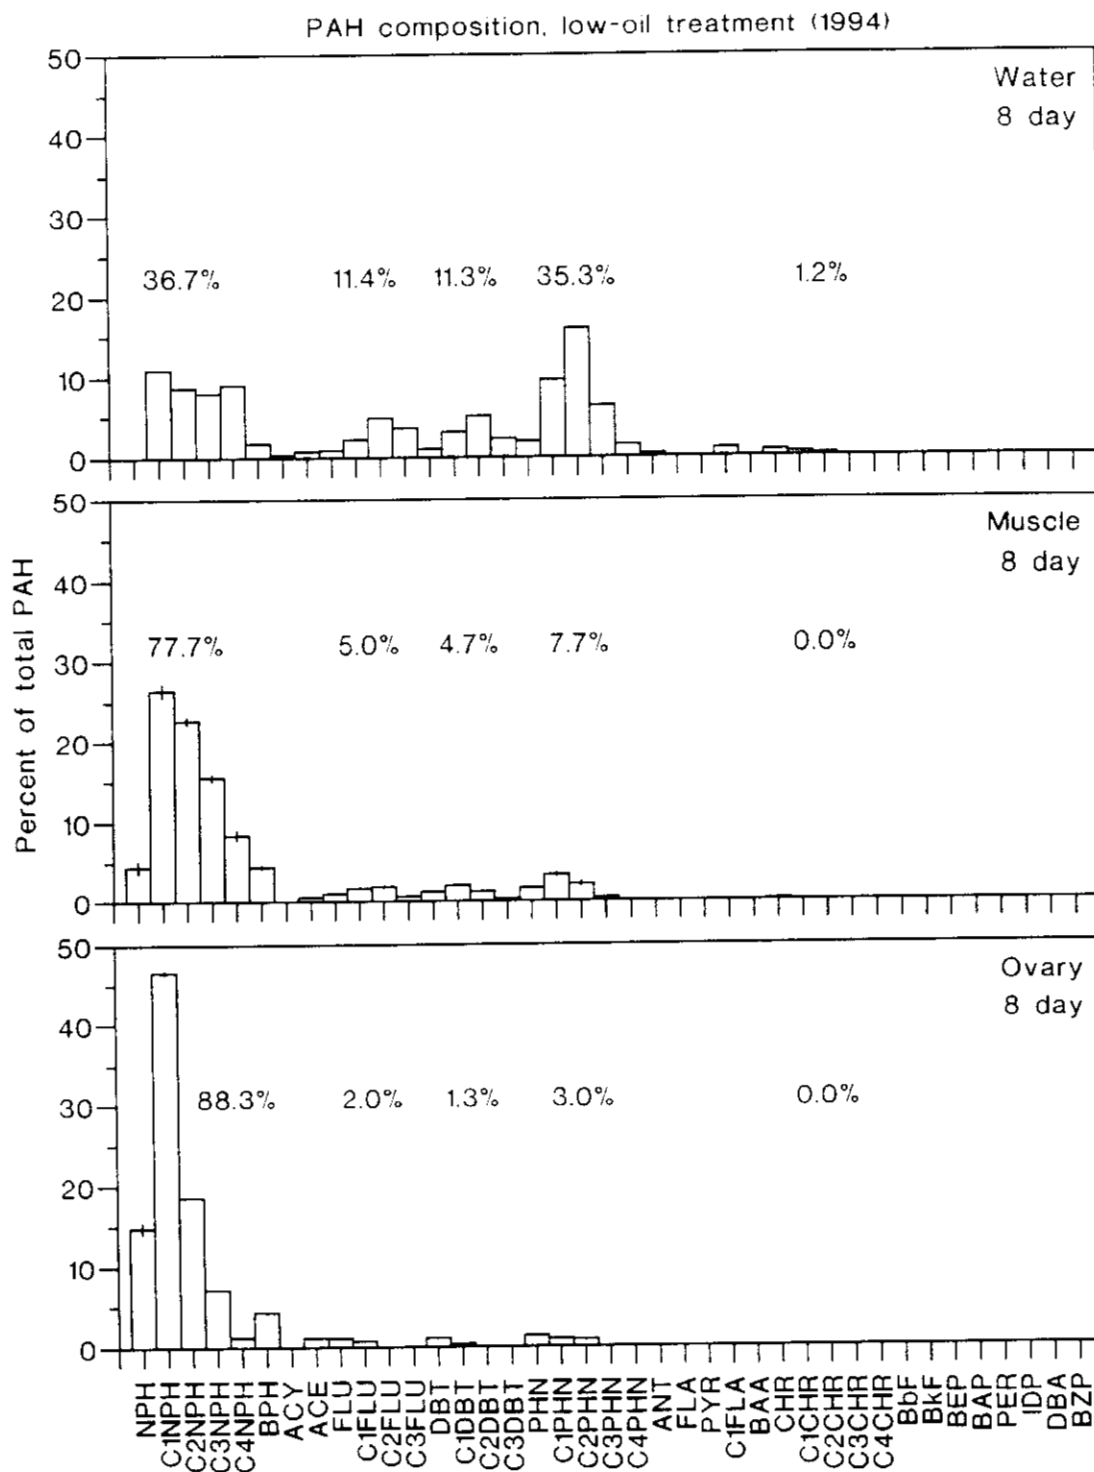 PAH composition, low-oil treatment (1994)
Percent of total PAH
Water
8 day
50
40
30
20
10
0
36.7% 11.4% 11.3% 35.3% 1.2%
Muscle
8 day
50
40
30
20
10
0
77.7% 5.0% 4.7% 7.7% 0.0%
Ovary
8 day
50
40
30
20
10
0
88.3% 2.0% 1.3% 3.0% 0.0%
NPH
C1NPH
C2NPH
C3NPH
C4NPH
BPH
ACY
ACE
FLU
C1FLU
C2FLU
C3FLU
DBT
C1DBT
C2DBT
C3DBT
PHN
C1PHN
C2PHN
C3PHN
C4PHN
ANT
FLA
PYR
C1FLA
BAA
CHR
C1CHR
C2CHR
C3CHR
C4CHR
BbF
BkF
BEP
BAP
PER
IDP
DBA
BZP